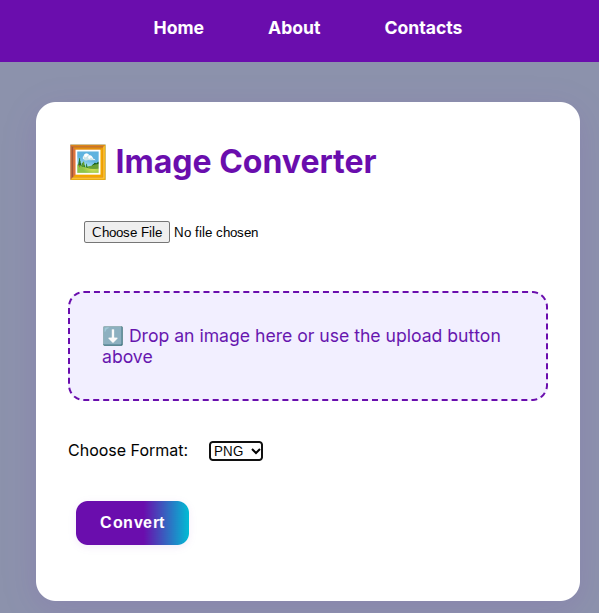 Home About Contacts
🖼️ Image Converter
Choose File No file chosen
⬇️ Drop an image here or use the upload button
above
Choose Format: PNG
Convert